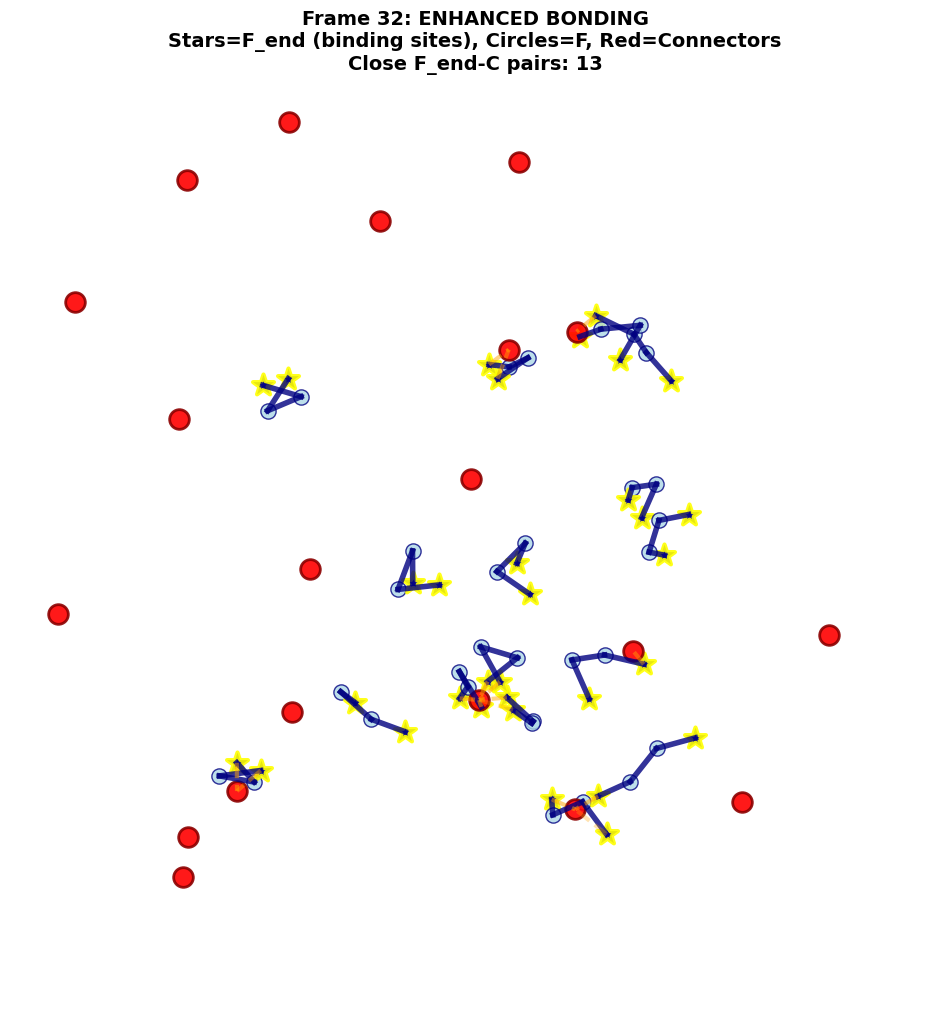 Frame 32: ENHANCED BONDING
Stars=F_end (binding sites), Circles=F, Red=Connectors
Close F_end-C pairs: 13